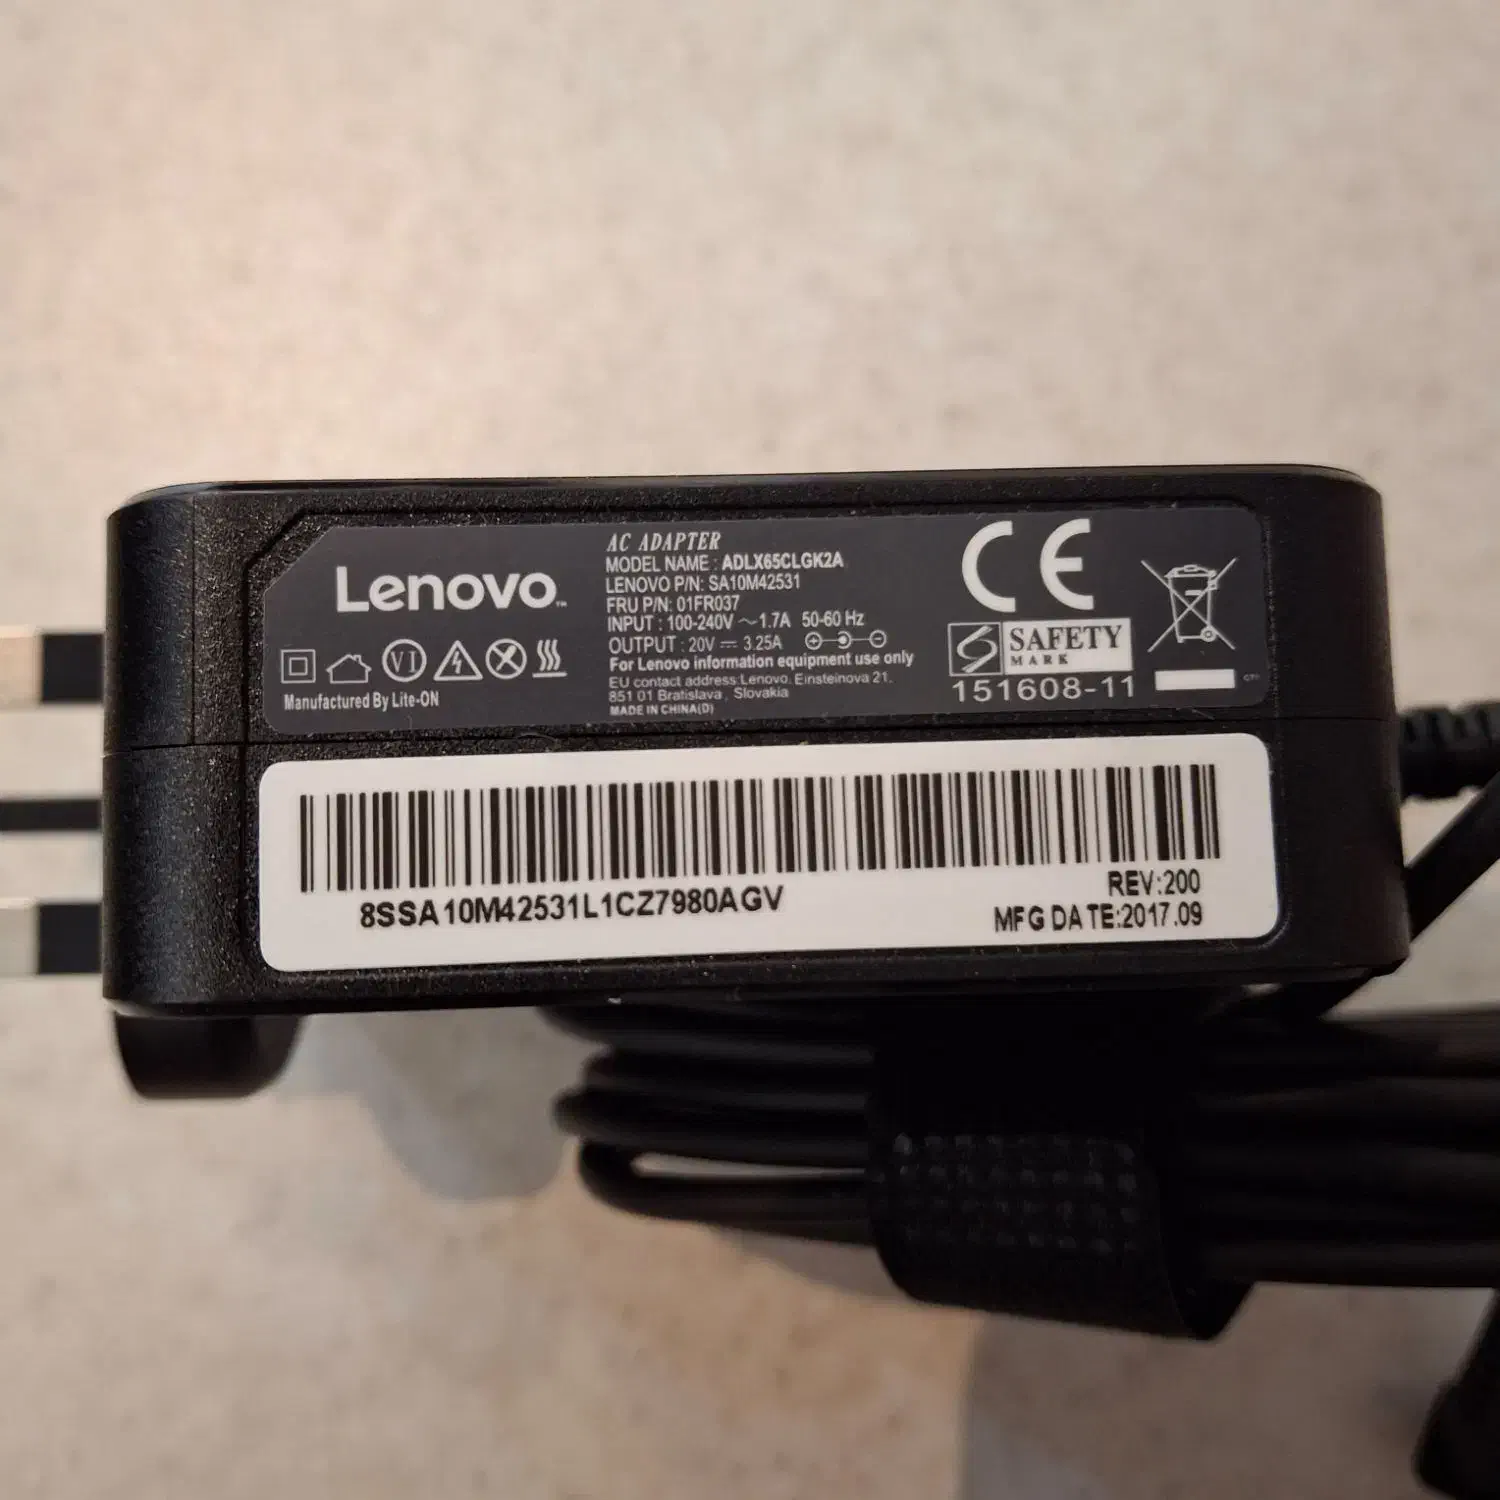 Lenovo™
AC ADAPTER
MODEL NAME : ADLX65CLGK2A
LENOVO P/N: SA10M42531
FRU P/N: 01FR037
INPUT : 100-240V ～1.7A 50-60 Hz
OUTPUT : 20V ⎓ 3.25A
For Lenovo information equipment use only
EU contact address:Lenovo, Einsteinova 21,
851 01 Bratislava , Slovakia
MADE IN CHINA(D)
VI
Manufactured By Lite-ON
CE
SAFETY
MARK
151608-11
8SSA10M42531L1CZ7980AGV
REV:200
MFG DATE:2017.09